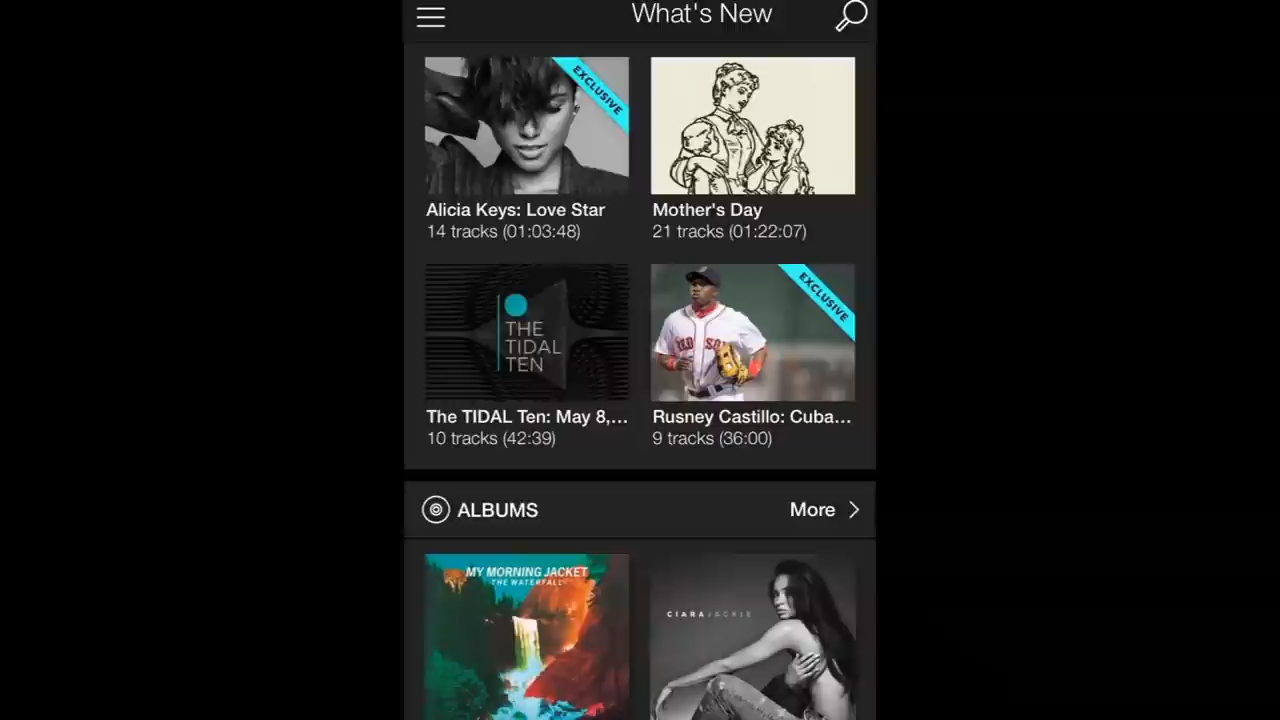 What's New
EXCLUSIVE
Alicia Keys: Love Star
14 tracks (01:03:48)
Mother's Day
21 tracks (01:22:07)
THE
TIDAL
TEN
The TIDAL Ten: May 8,...
10 tracks (42:39)
EXCLUSIVE
RED SOX
Rusney Castillo: Cuba...
9 tracks (36:00)
ALBUMS
More
MY MORNING JACKET
THE WATERFALL
CIARA JACKIE